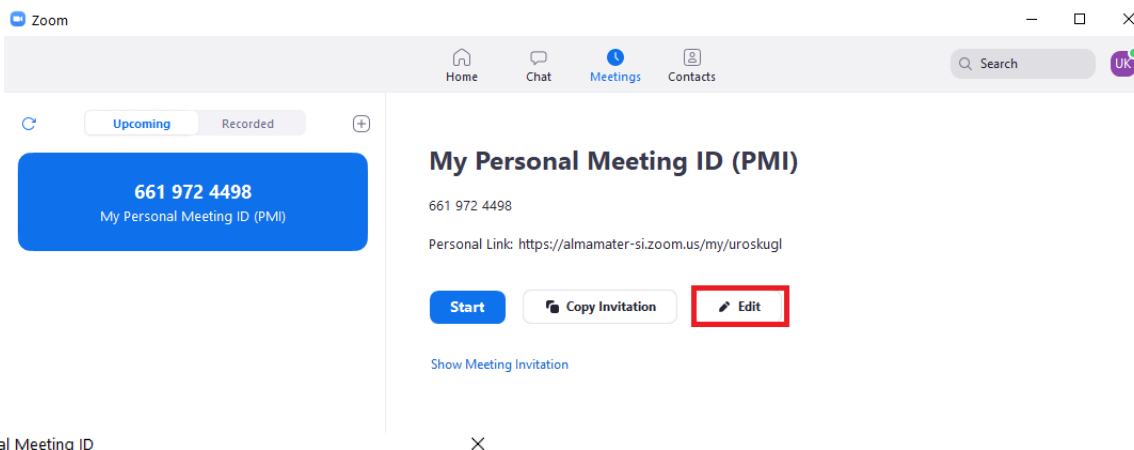 Zoom
Home Chat Meetings Contacts
Search
UK
Upcoming Recorded
661 972 4498
My Personal Meeting ID (PMI)
My Personal Meeting ID (PMI)
661 972 4498
Personal Link: https://almamater-si.zoom.us/my/uroskugl
Start Copy Invitation Edit
Show Meeting Invitation
al Meeting ID